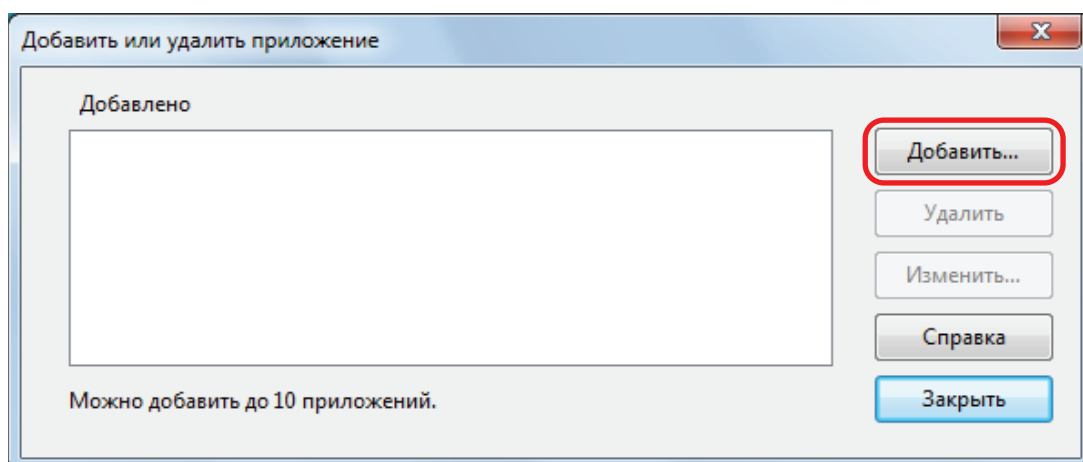 Добавить или удалить приложение
Добавлено
Добавить...
Удалить
Изменить...
Справка
Можно добавить до 10 приложений.
Закрыть